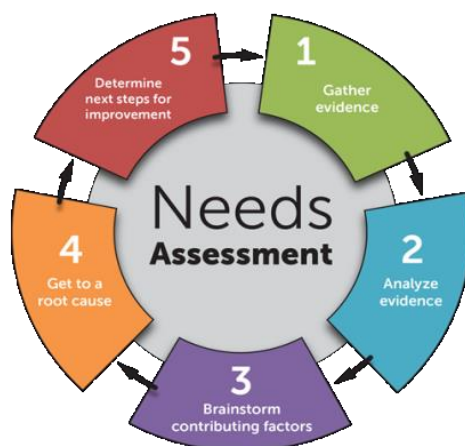 Needs
Assessment
1
Gather
evidence
2
Analyze
evidence
3
Brainstorm
contributing factors
4
Get to a
root cause
5
Determine
next steps for
improvement